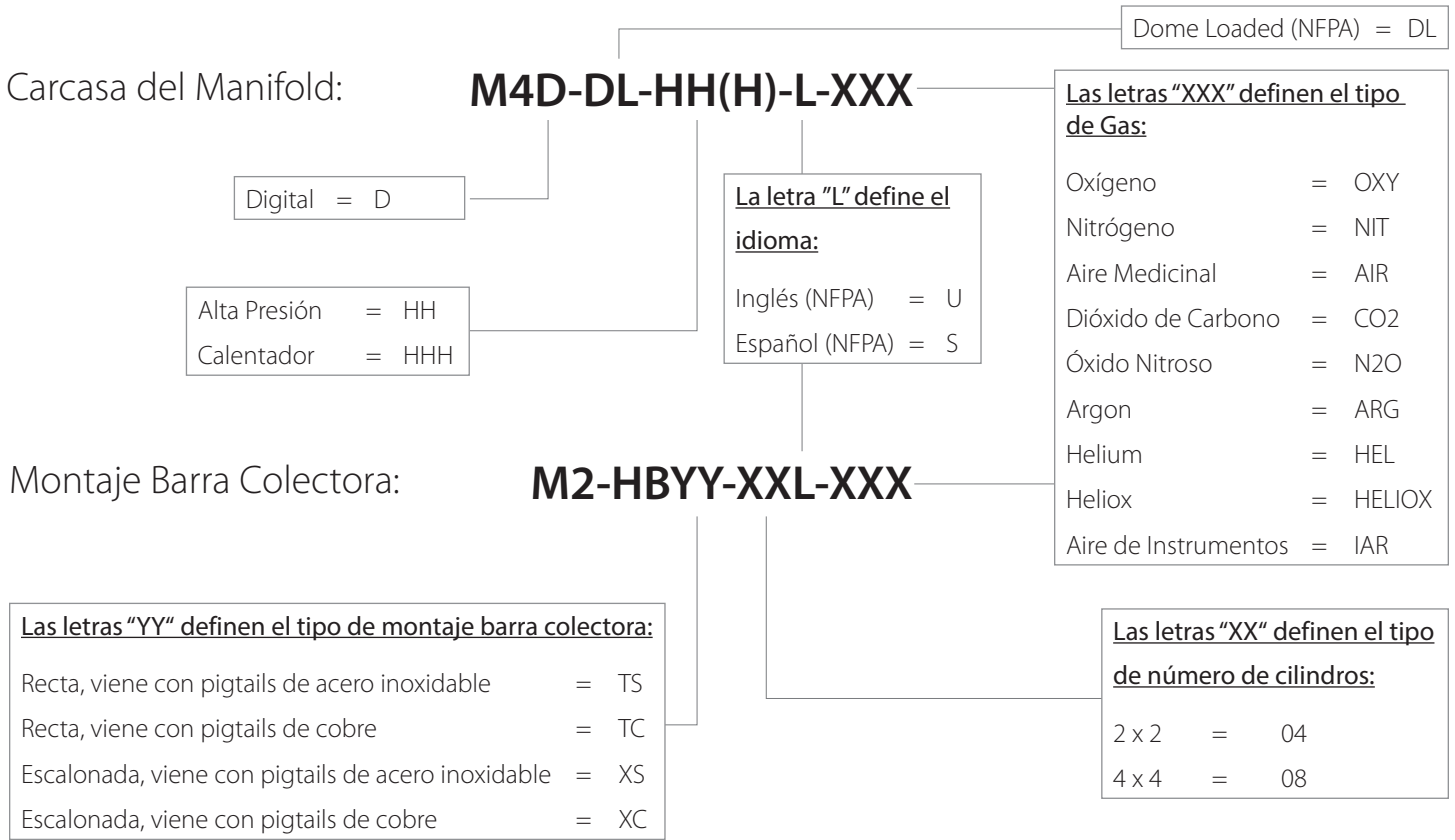 Dome Loaded (NFPA) = DL
Carcasa del Manifold:
M4D-DL-HH(H)-L-XXX
Digital = D
Alta Presión = HH
Calentador = HHH
La letra ”L” define el
idioma:
Inglés (NFPA) = U
Español (NFPA) = S
Las letras “XXX” definen el tipo
de Gas:
Oxígeno = OXY
Nitrógeno = NIT
Aire Medicinal = AIR
Dióxido de Carbono = CO2
Óxido Nitroso = N2O
Argon = ARG
Helium = HEL
Heliox = HELIOX
Aire de Instrumentos = IAR
Montaje Barra Colectora:
M2-HBYY-XXL-XXX
Las letras “YY“ definen el tipo de montaje barra colectora:
Recta, viene con pigtails de acero inoxidable = TS
Recta, viene con pigtails de cobre = TC
Escalonada, viene con pigtails de acero inoxidable = XS
Escalonada, viene con pigtails de cobre = XC
Las letras “XX“ definen el tipo
de número de cilindros:
2 x 2 = 04
4 x 4 = 08